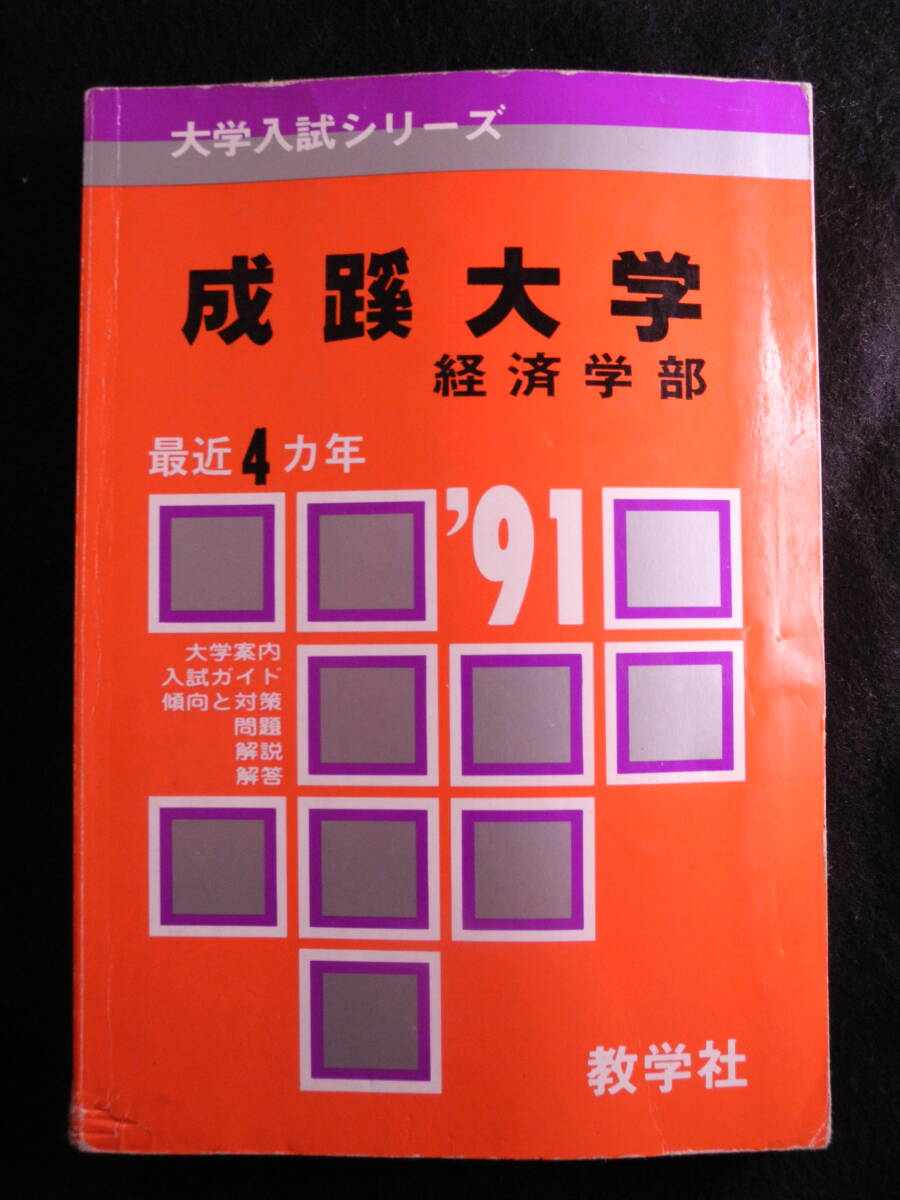 大学入試シリーズ
成蹊大学
経済学部
最近4カ年
'91
大学案内
入試ガイド
傾向と対策
問題
解説
解答
教学社